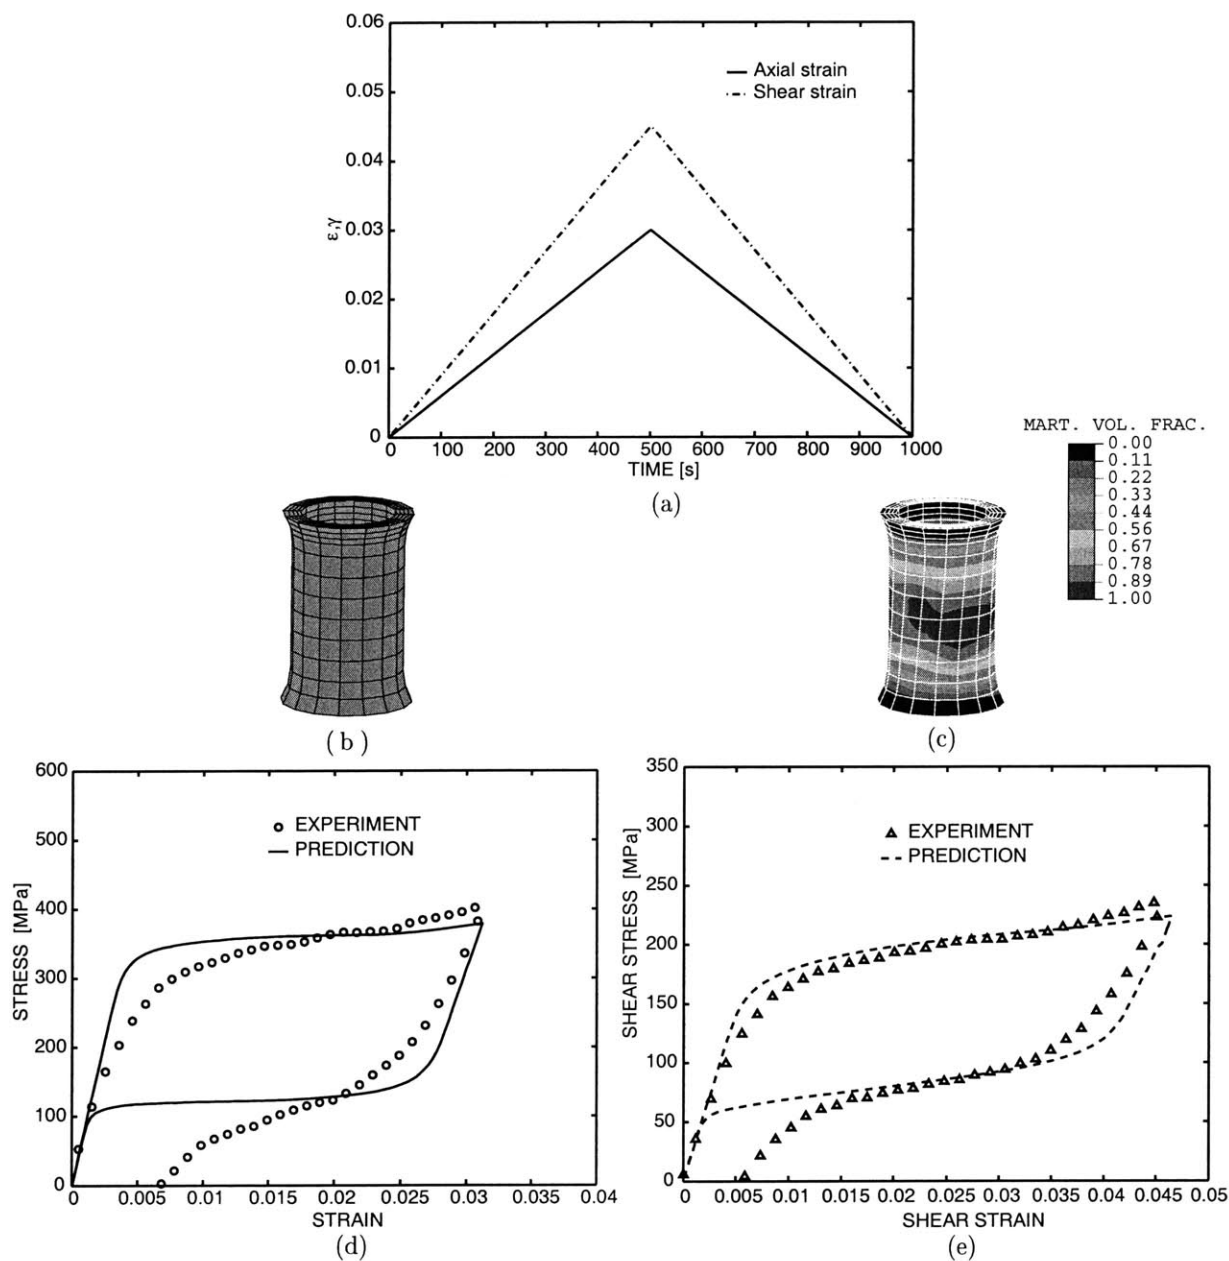 0.06
0.05
0.04
0.03
0.02
0.01
0
ε,γ
Axial strain
Shear strain
0 100 200 300 400 500 600 700 800 900 1000
TIME [s]
(a)
MART. VOL. FRAC.
0.00
0.11
0.22
0.33
0.44
0.56
0.67
0.78
0.89
1.00
(b)
(c)
600
500
400
300
200
100
0
STRESS [MPa]
EXPERIMENT
PREDICTION
0 0.005 0.01 0.015 0.02 0.025 0.03 0.035 0.04
STRAIN
(d)
350
300
250
200
150
100
50
0
SHEAR STRESS [MPa]
EXPERIMENT
PREDICTION
0 0.005 0.01 0.015 0.02 0.025 0.03 0.035 0.04 0.045 0.05
SHEAR STRAIN
(e)